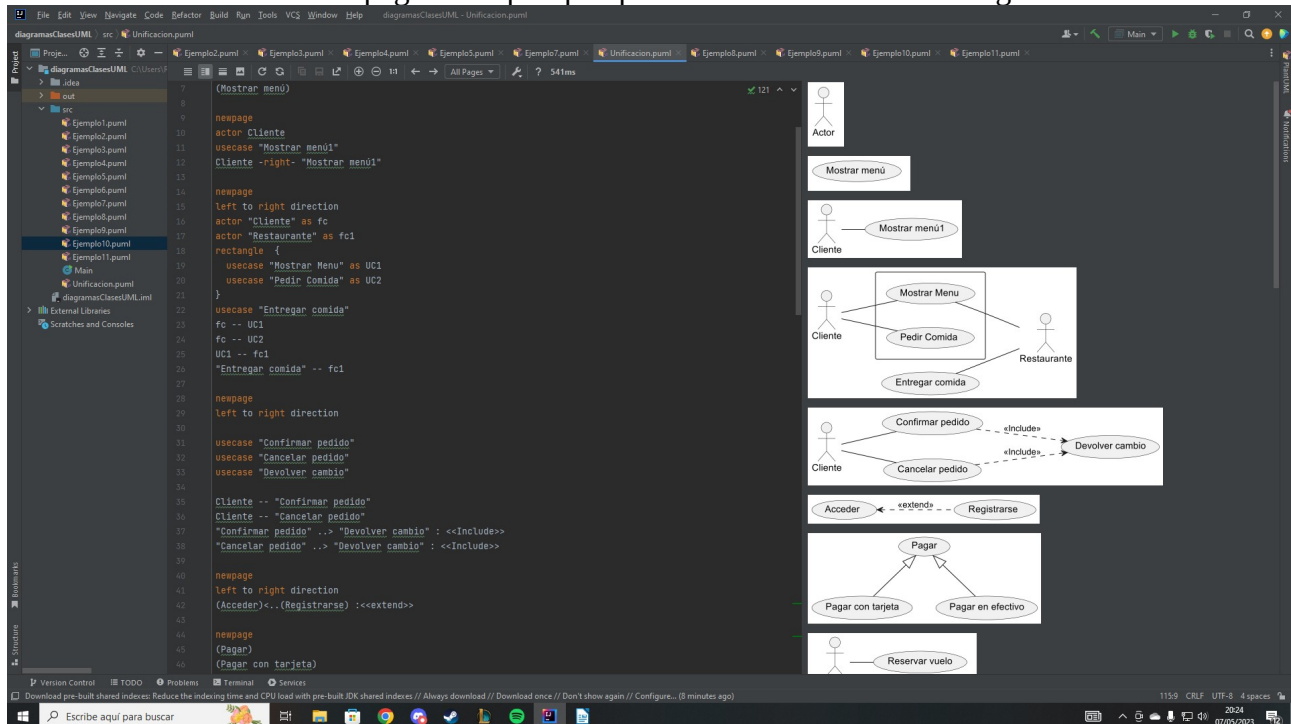 File Edit View Navigate Code Refactor Build Run Tools VCS Window Help diagramasClasesUML - Unificacion.puml
diagramasClasesUML src Unificacion.puml
Main
Proje...
Ejemplo2.puml Ejemplo3.puml Ejemplo4.puml Ejemplo5.puml Ejemplo7.puml Unificacion.puml Ejemplo8.puml Ejemplo9.puml Ejemplo10.puml Ejemplo11.puml
1:1 All Pages ? 541ms
diagramasClasesUML C:\Users\F
.idea
out
src
Ejemplo1.puml
Ejemplo2.puml
Ejemplo3.puml
Ejemplo4.puml
Ejemplo5.puml
Ejemplo6.puml
Ejemplo7.puml
Ejemplo8.puml
Ejemplo9.puml
Ejemplo10.puml
Ejemplo11.puml
Main
Unificacion.puml
diagramasClasesUML.iml
External Libraries
Scratches and Consoles
121
7 (Mostrar menú)
8
9 newpage
10 actor Cliente
11 usecase "Mostrar menú1"
12 Cliente -right- "Mostrar menú1"
13
14 newpage
15 left to right direction
16 actor "Cliente" as fc
17 actor "Restaurante" as fc1
18 rectangle {
19 usecase "Mostrar Menu" as UC1
20 usecase "Pedir Comida" as UC2
21 }
22 usecase "Entregar comida"
23 fc -- UC1
24 fc -- UC2
25 UC1 -- fc1
26 "Entregar comida" -- fc1
27
28 newpage
29 left to right direction
30
31 usecase "Confirmar pedido"
32 usecase "Cancelar pedido"
33 usecase "Devolver cambio"
34
35 Cliente -- "Confirmar pedido"
36 Cliente -- "Cancelar pedido"
37 "Confirmar pedido" ..> "Devolver cambio" : <<Include>>
38 "Cancelar pedido" ..> "Devolver cambio" : <<Include>>
39
40 newpage
41 left to right direction
42 (Acceder)<..(Registrarse) :<<extend>>
43
44 newpage
45 (Pagar)
46 (Pagar con tarjeta)
Actor
Mostrar menú
Mostrar menú1
Cliente
Mostrar Menu
Cliente
Pedir Comida
Restaurante
Entregar comida
Confirmar pedido
«Include»
Devolver cambio
«Include»
Cliente
Cancelar pedido
Acceder «extend» Registrarse
Pagar
Pagar con tarjeta Pagar en efectivo
Reservar vuelo
Project
Bookmarks
Structure
PlantUML
Notifications
Version Control TODO Problems Terminal Services
Download pre-built shared indexes: Reduce the indexing time and CPU load with pre-built JDK shared indexes // Always download // Download once // Don't show again // Configure... (8 minutes ago)
115:9 CRLF UTF-8 4 spaces
Escribe aquí para buscar
20:24
07/05/2023